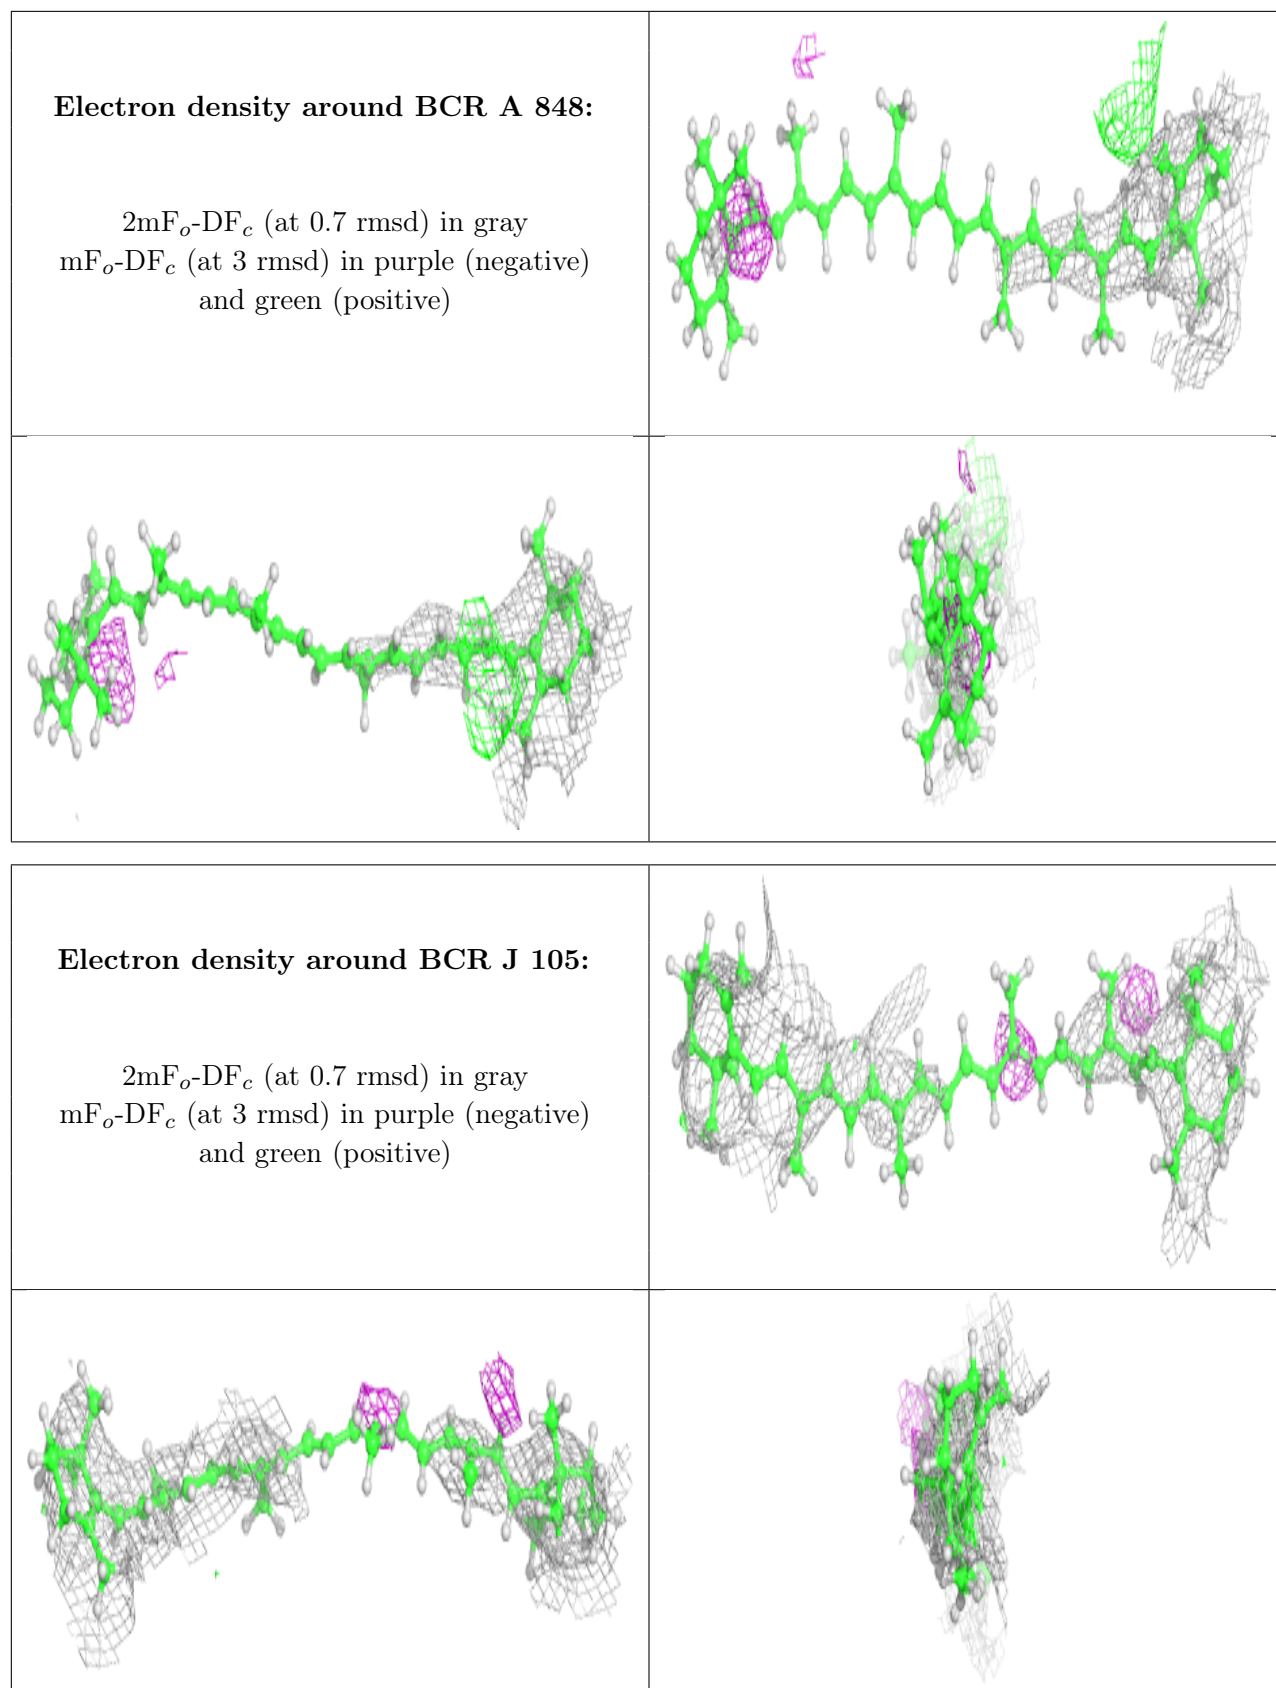 Electron density around BCR A 848:
2mFₒ-DF𝑐 (at 0.7 rmsd) in gray
mFₒ-DF𝑐 (at 3 rmsd) in purple (negative)
and green (positive)
Electron density around BCR J 105:
2mFₒ-DF𝑐 (at 0.7 rmsd) in gray
mFₒ-DF𝑐 (at 3 rmsd) in purple (negative)
and green (positive)